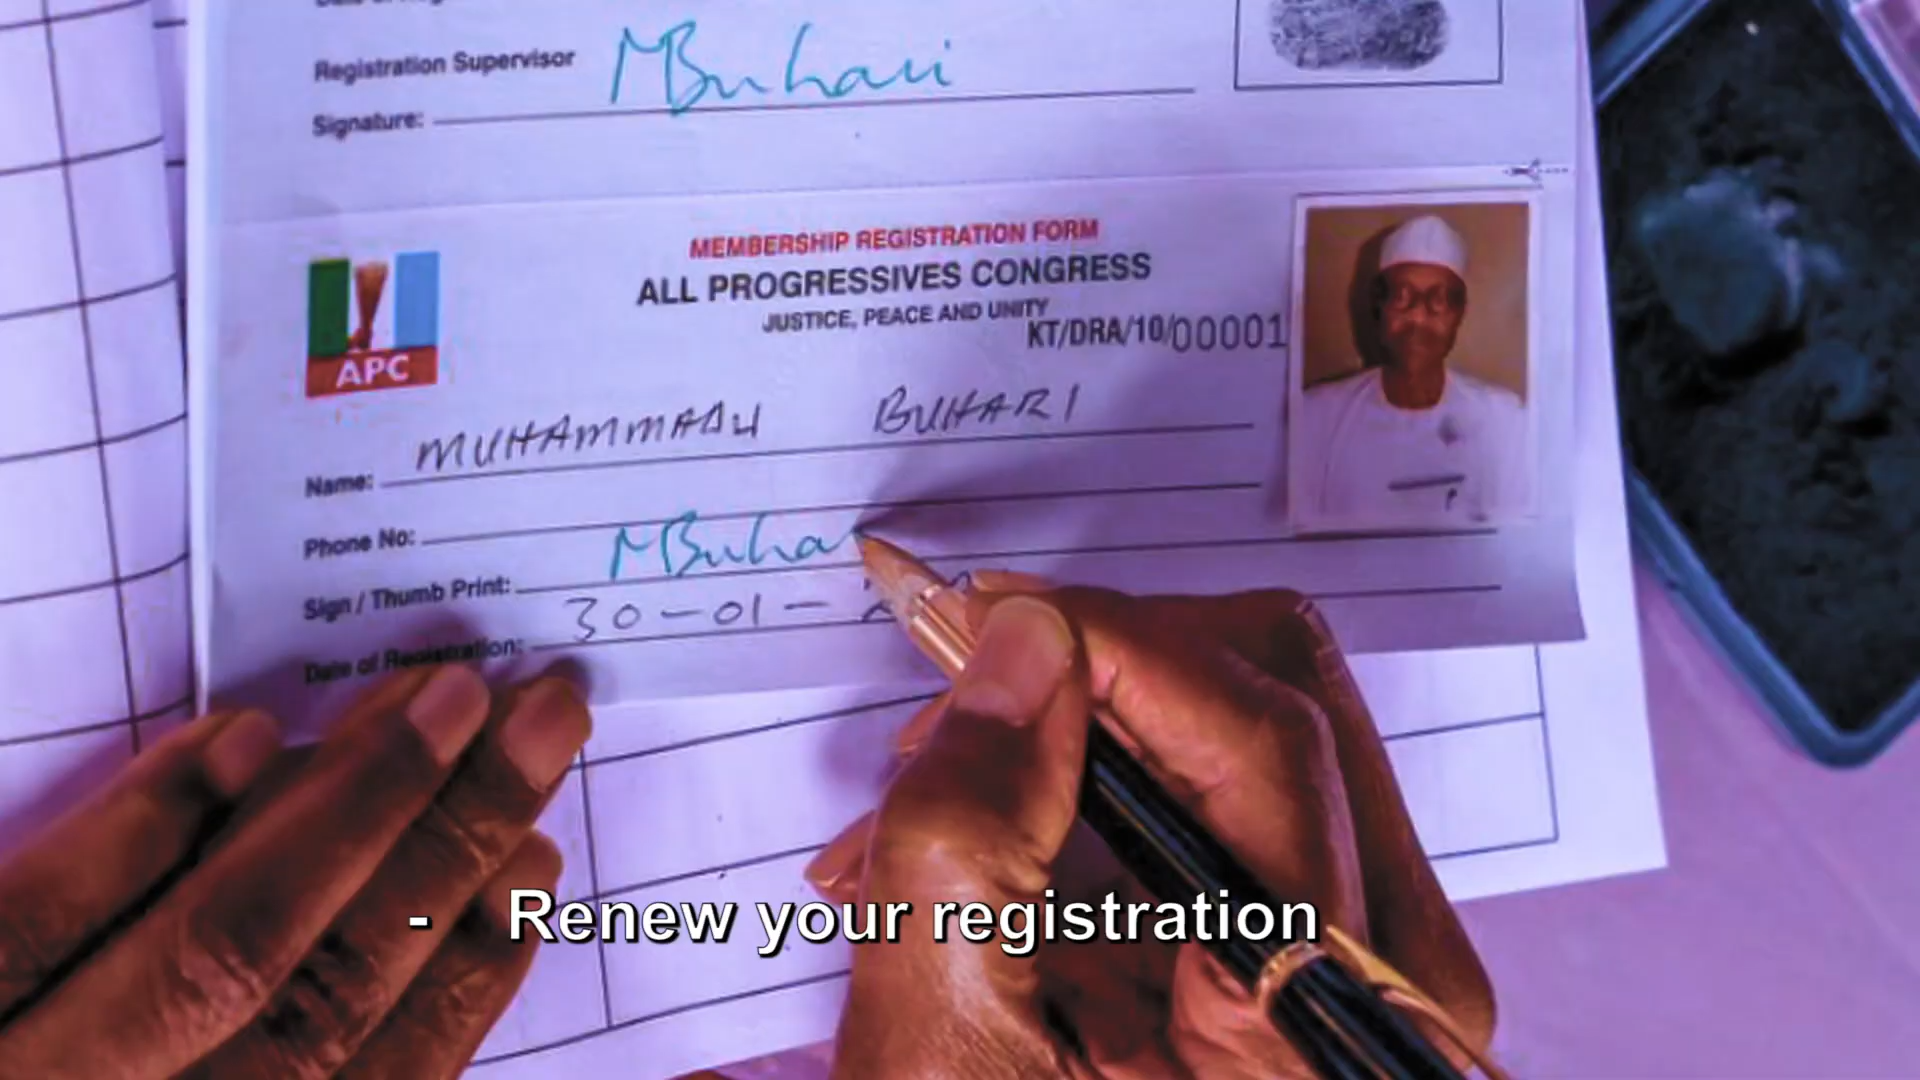 Registration Supervisor
MBuhari
Signature:
MEMBERSHIP REGISTRATION FORM
ALL PROGRESSIVES CONGRESS
JUSTICE, PEACE AND UNITY
KT/DRA/10/00001
APC
Name: MUHAMMADU BUHARI
Phone No:
Sign / Thumb Print: MBuha
Date of Registration: 30-01-
- Renew your registration